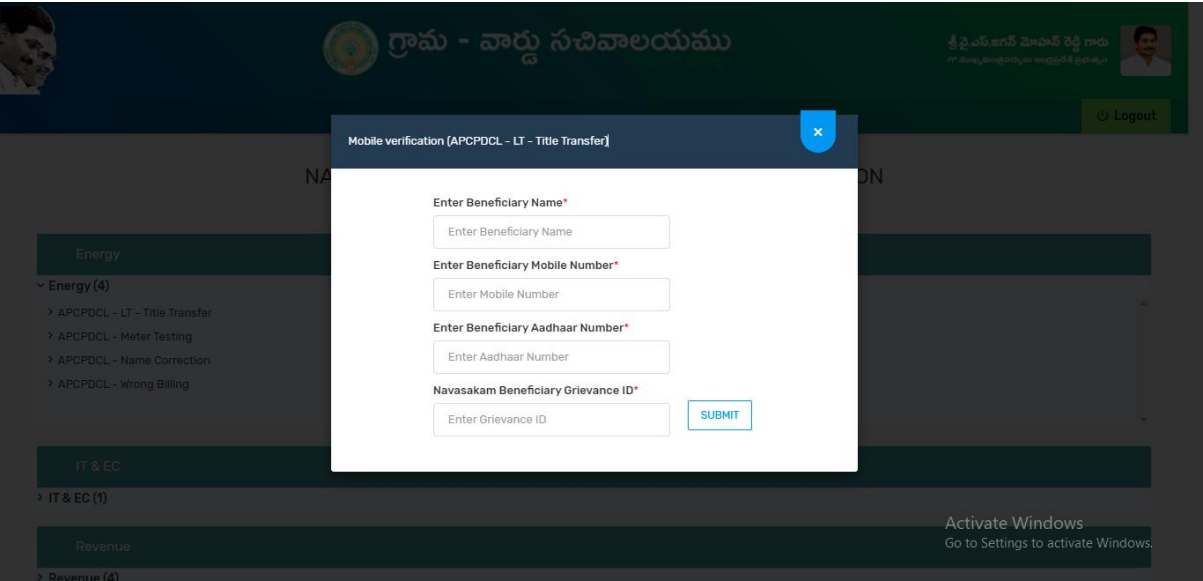 గ్రామ - వార్డు సచివాలయము
శ్రీ.వై.ఎస్.జగన్ మోహన్ రెడ్డి గారు
Logout
Mobile verification (APCPDCL - LT - Title Transfer)
×
NA
ON
Enter Beneficiary Name*
Enter Beneficiary Name
Enter Beneficiary Mobile Number*
Enter Mobile Number
Enter Beneficiary Aadhaar Number*
Enter Aadhaar Number
Navasakam Beneficiary Grievance ID*
Enter Grievance ID
SUBMIT
Energy
Energy (4)
APCPDCL - LT - Title Transfer
APCPDCL - Meter Testing
APCPDCL - Name Correction
APCPDCL - Wrong Billing
IT & EC
IT & EC (1)
Revenue
Revenue (4)
Activate Windows
Go to Settings to activate Windows.